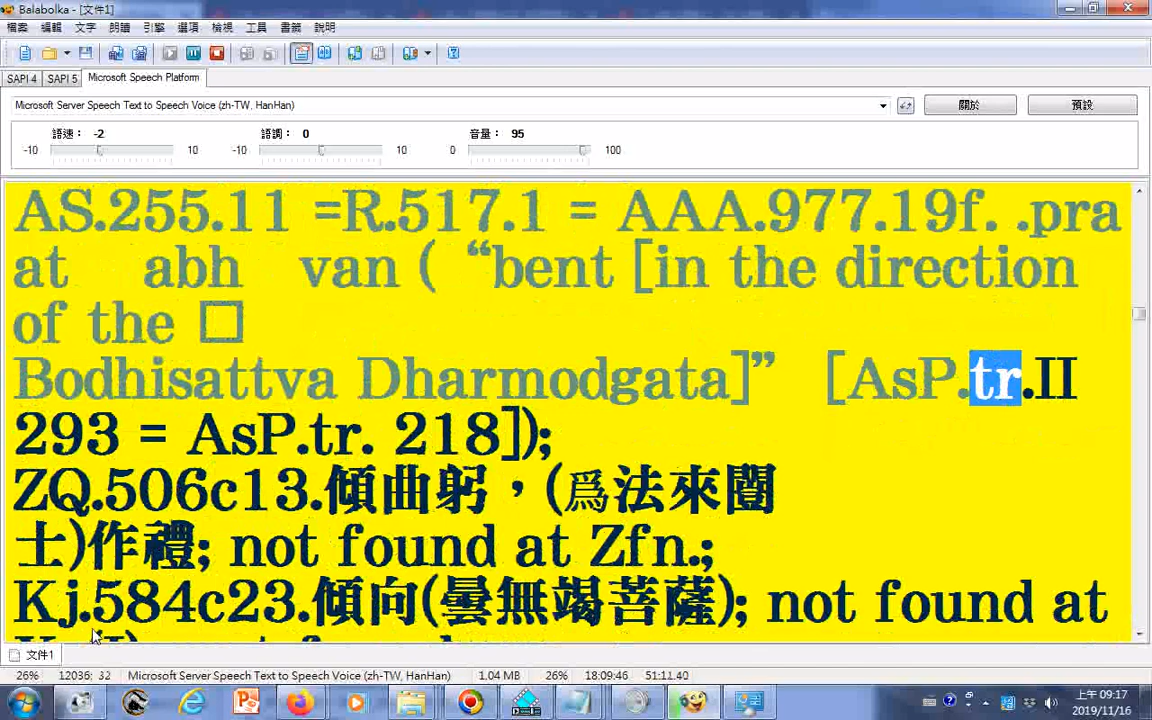 Balabolka - [文件1]
檔案 編輯 文字 朗讀 引擎 選項 檢視 工具 書籤 說明
SAPI 4 SAPI 5 Microsoft Speech Platform
Microsoft Server Speech Text to Speech Voice (zh-TW, HanHan) 關於 預設
語速： -2 語調： 0 音量： 95
-10 10 -10 10 0 100
AS.255.11 =R.517.1 = AAA.977.19f. .pra
at abh van ( “bent [in the direction
of the □
Bodhisattva Dharmodgata]” [AsP.tr.II
293 = AsP.tr. 218]);
ZQ.506c13.傾曲躬，(爲法來闓
士)作禮; not found at Zfn.;
Kj.584c23.傾向(曇無竭菩薩); not found at
文件1
26% 12036: 32 Microsoft Server Speech Text to Speech Voice (zh-TW, HanHan) 1.04 MB 26% 18:09:46 51:11.40
上午 09:17
2019/11/16